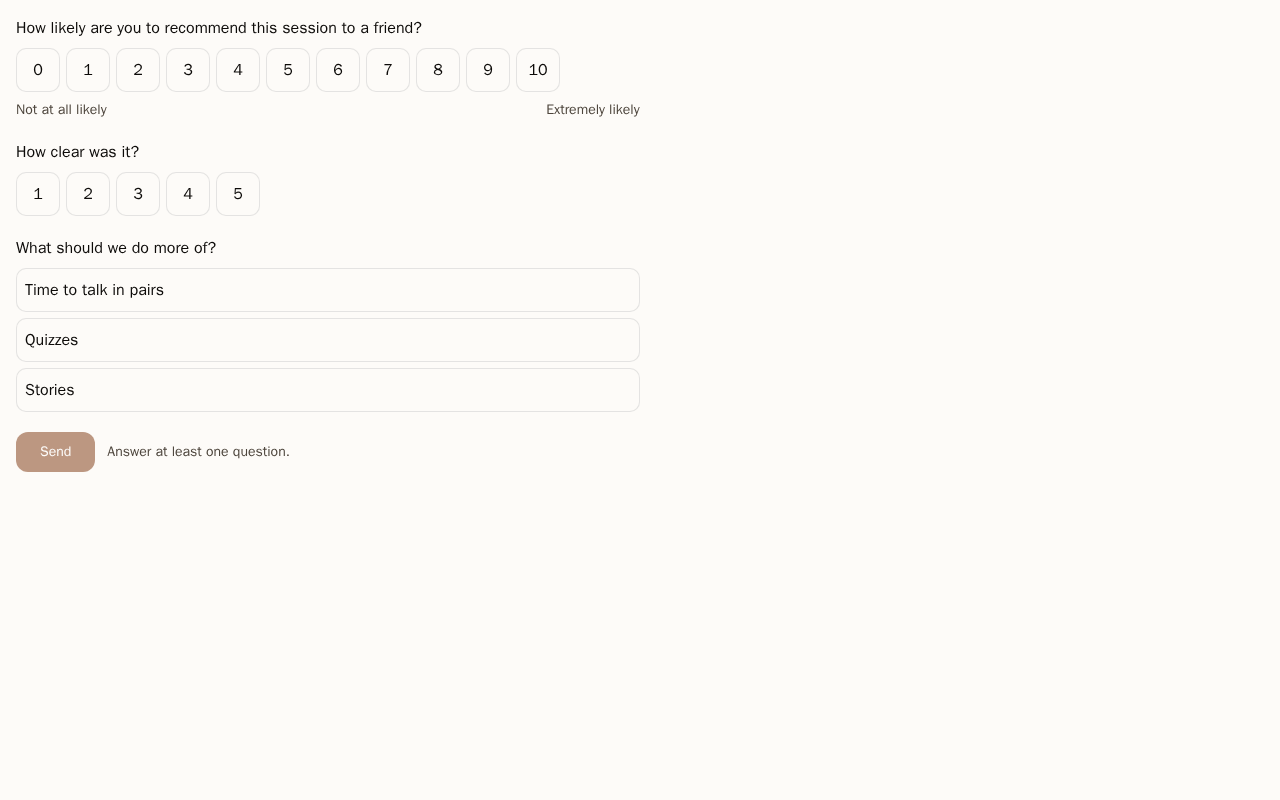 How likely are you to recommend this session to a friend?
0 1 2 3 4 5 6 7 8 9 10
Not at all likely Extremely likely
How clear was it?
1 2 3 4 5
What should we do more of?
Time to talk in pairs
Quizzes
Stories
Send Answer at least one question.